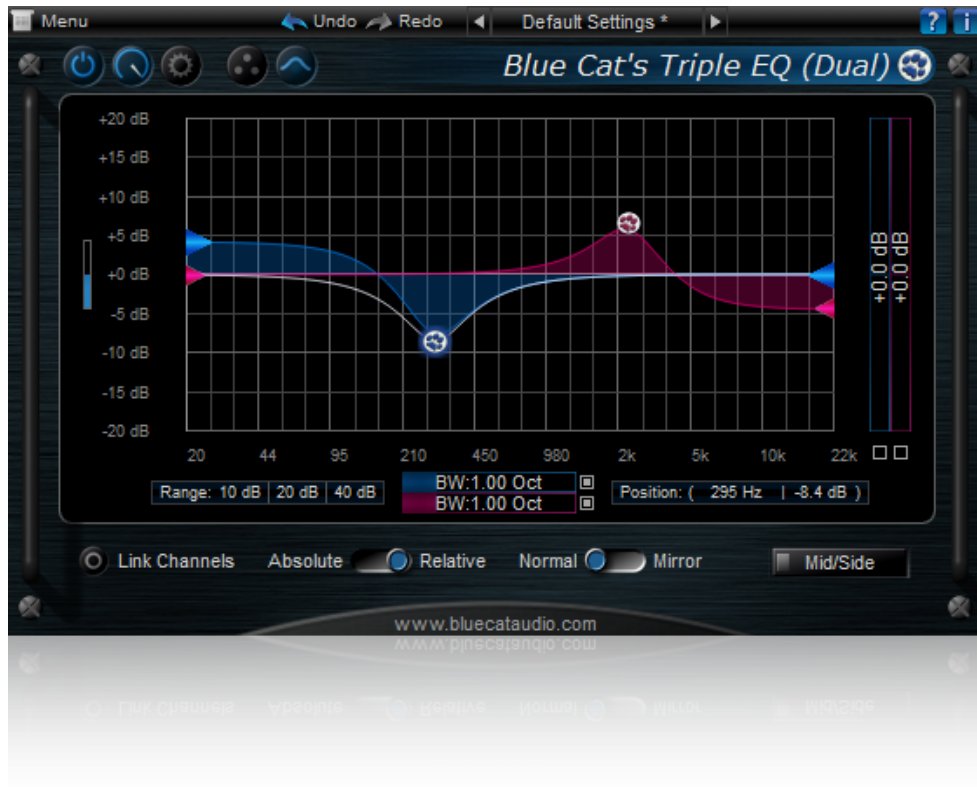 Menu Undo Redo Default Settings * ? i
Blue Cat's Triple EQ (Dual)
+20 dB
+15 dB
+10 dB
+5 dB
+0 dB
-5 dB
-10 dB
-15 dB
-20 dB
+0.0 dB
+0.0 dB
20 44 95 210 450 980 2k 5k 10k 22k
Range: 10 dB 20 dB 40 dB
BW:1.00 Oct
BW:1.00 Oct
Position: ( 295 Hz | -8.4 dB )
Link Channels Absolute Relative Normal Mirror Mid/Side
www.bluecataudio.com